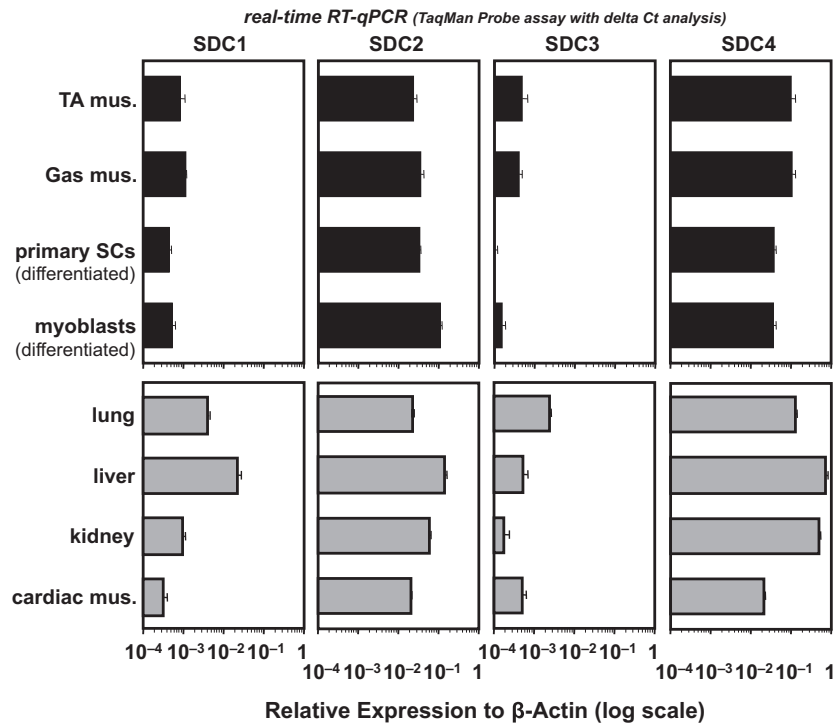 real-time RT-qPCR (TaqMan Probe assay with delta Ct analysis)
SDC1 SDC2 SDC3 SDC4
TA mus.
Gas mus.
primary SCs
(differentiated)
myoblasts
(differentiated)
lung
liver
kidney
cardiac mus.
10⁻⁴ 10⁻³ 10⁻² 10⁻¹ 1 10⁻⁴ 10⁻³ 10⁻² 10⁻¹ 1
10⁻⁴ 10⁻³ 10⁻² 10⁻¹ 1 10⁻⁴ 10⁻³ 10⁻² 10⁻¹ 1
Relative Expression to β-Actin (log scale)